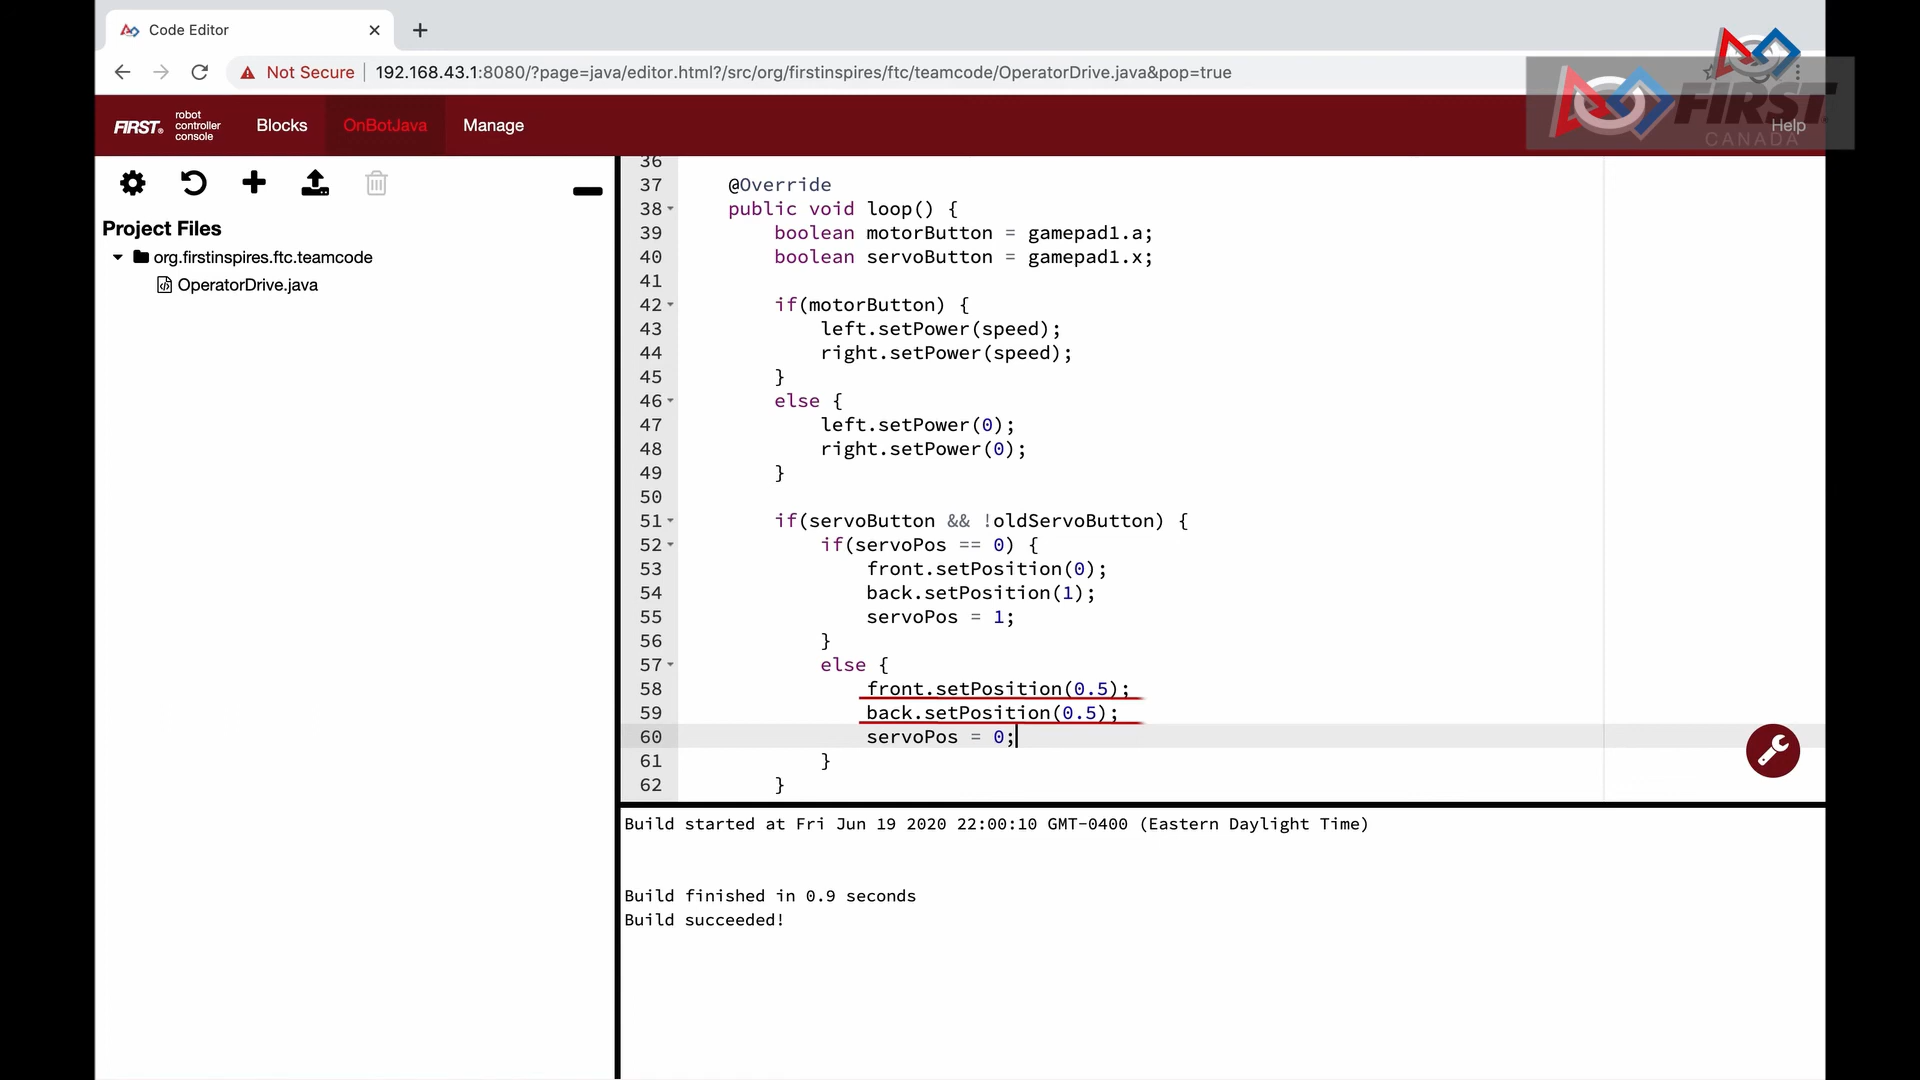 Code Editor
Not Secure 192.168.43.1:8080/?page=java/editor.html?/src/org/firstinspires/ftc/teamcode/OperatorDrive.java&pop=true
FIRST® robot controller console
Blocks
OnBotJava
Manage
Help
FIRST
CANADA
Project Files
org.firstinspires.ftc.teamcode
OperatorDrive.java
36
37 @Override
38 public void loop() {
39 boolean motorButton = gamepad1.a;
40 boolean servoButton = gamepad1.x;
41
42 if(motorButton) {
43 left.setPower(speed);
44 right.setPower(speed);
45 }
46 else {
47 left.setPower(0);
48 right.setPower(0);
49 }
50
51 if(servoButton && !oldServoButton) {
52 if(servoPos == 0) {
53 front.setPosition(0);
54 back.setPosition(1);
55 servoPos = 1;
56 }
57 else {
58 front.setPosition(0.5);
59 back.setPosition(0.5);
60 servoPos = 0;
61 }
62 }
Build started at Fri Jun 19 2020 22:00:10 GMT-0400 (Eastern Daylight Time)
Build finished in 0.9 seconds
Build succeeded!